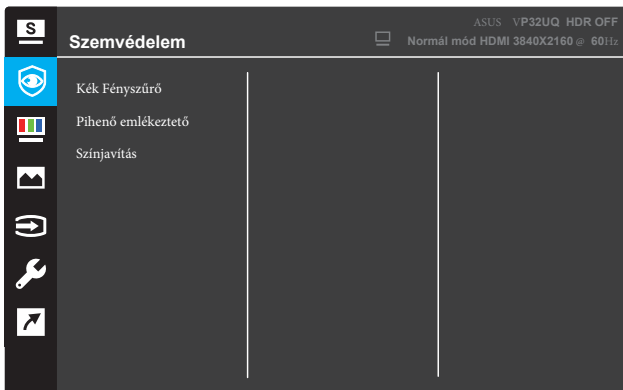 S
ASUS VP32UQ HDR OFF
Szemvédelem
Normál mód HDMI 3840X2160 @ 60Hz
Kék Fényszűrő
Pihenő emlékeztető
Színjavítás